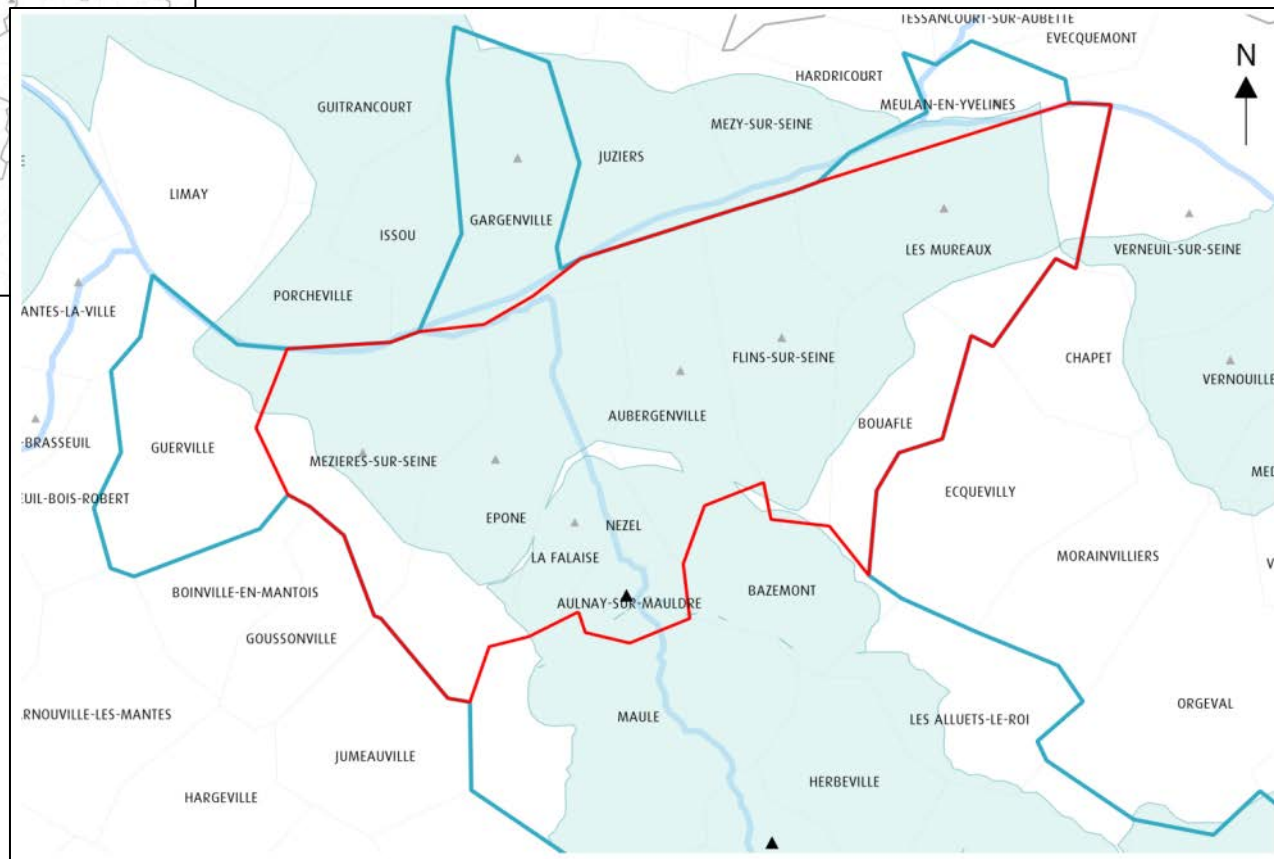 TESSANCOURT-SUR-AUBETTE
EVECQUEMONT
N
HARDRICOURT
GUITRANCOURT
MEULAN-EN-YVELINES
MEZY-SUR-SEINE
JUZIERS
LIMAY
GARGENVILLE
ISSOU
LES MUREAUX
VERNEUIL-SUR-SEINE
PORCHEVILLE
ANTES-LA-VILLE
FLINS-SUR-SEINE
CHAPET
VERNOUILLE
AUBERGENVILLE
BOUAFLE
-BRASSEUIL
GUERVILLE
MEZIERES-SUR-SEINE
MED
EUIL-BOIS-ROBERT
ECQUEVILLY
EPONE
NEZEL
LA FALAISE
MORAINVILLIERS
V
BOINVILLE-EN-MANTOIS
BAZEMONT
AULNAY-SUR-MAULDRE
GOUSSONVILLE
ORGEVAL
RNOUVILLE-LES-MANTES
MAULE
LES ALLUETS-LE-ROI
JUMEAUVILLE
HERBEVILLE
HARGEVILLE